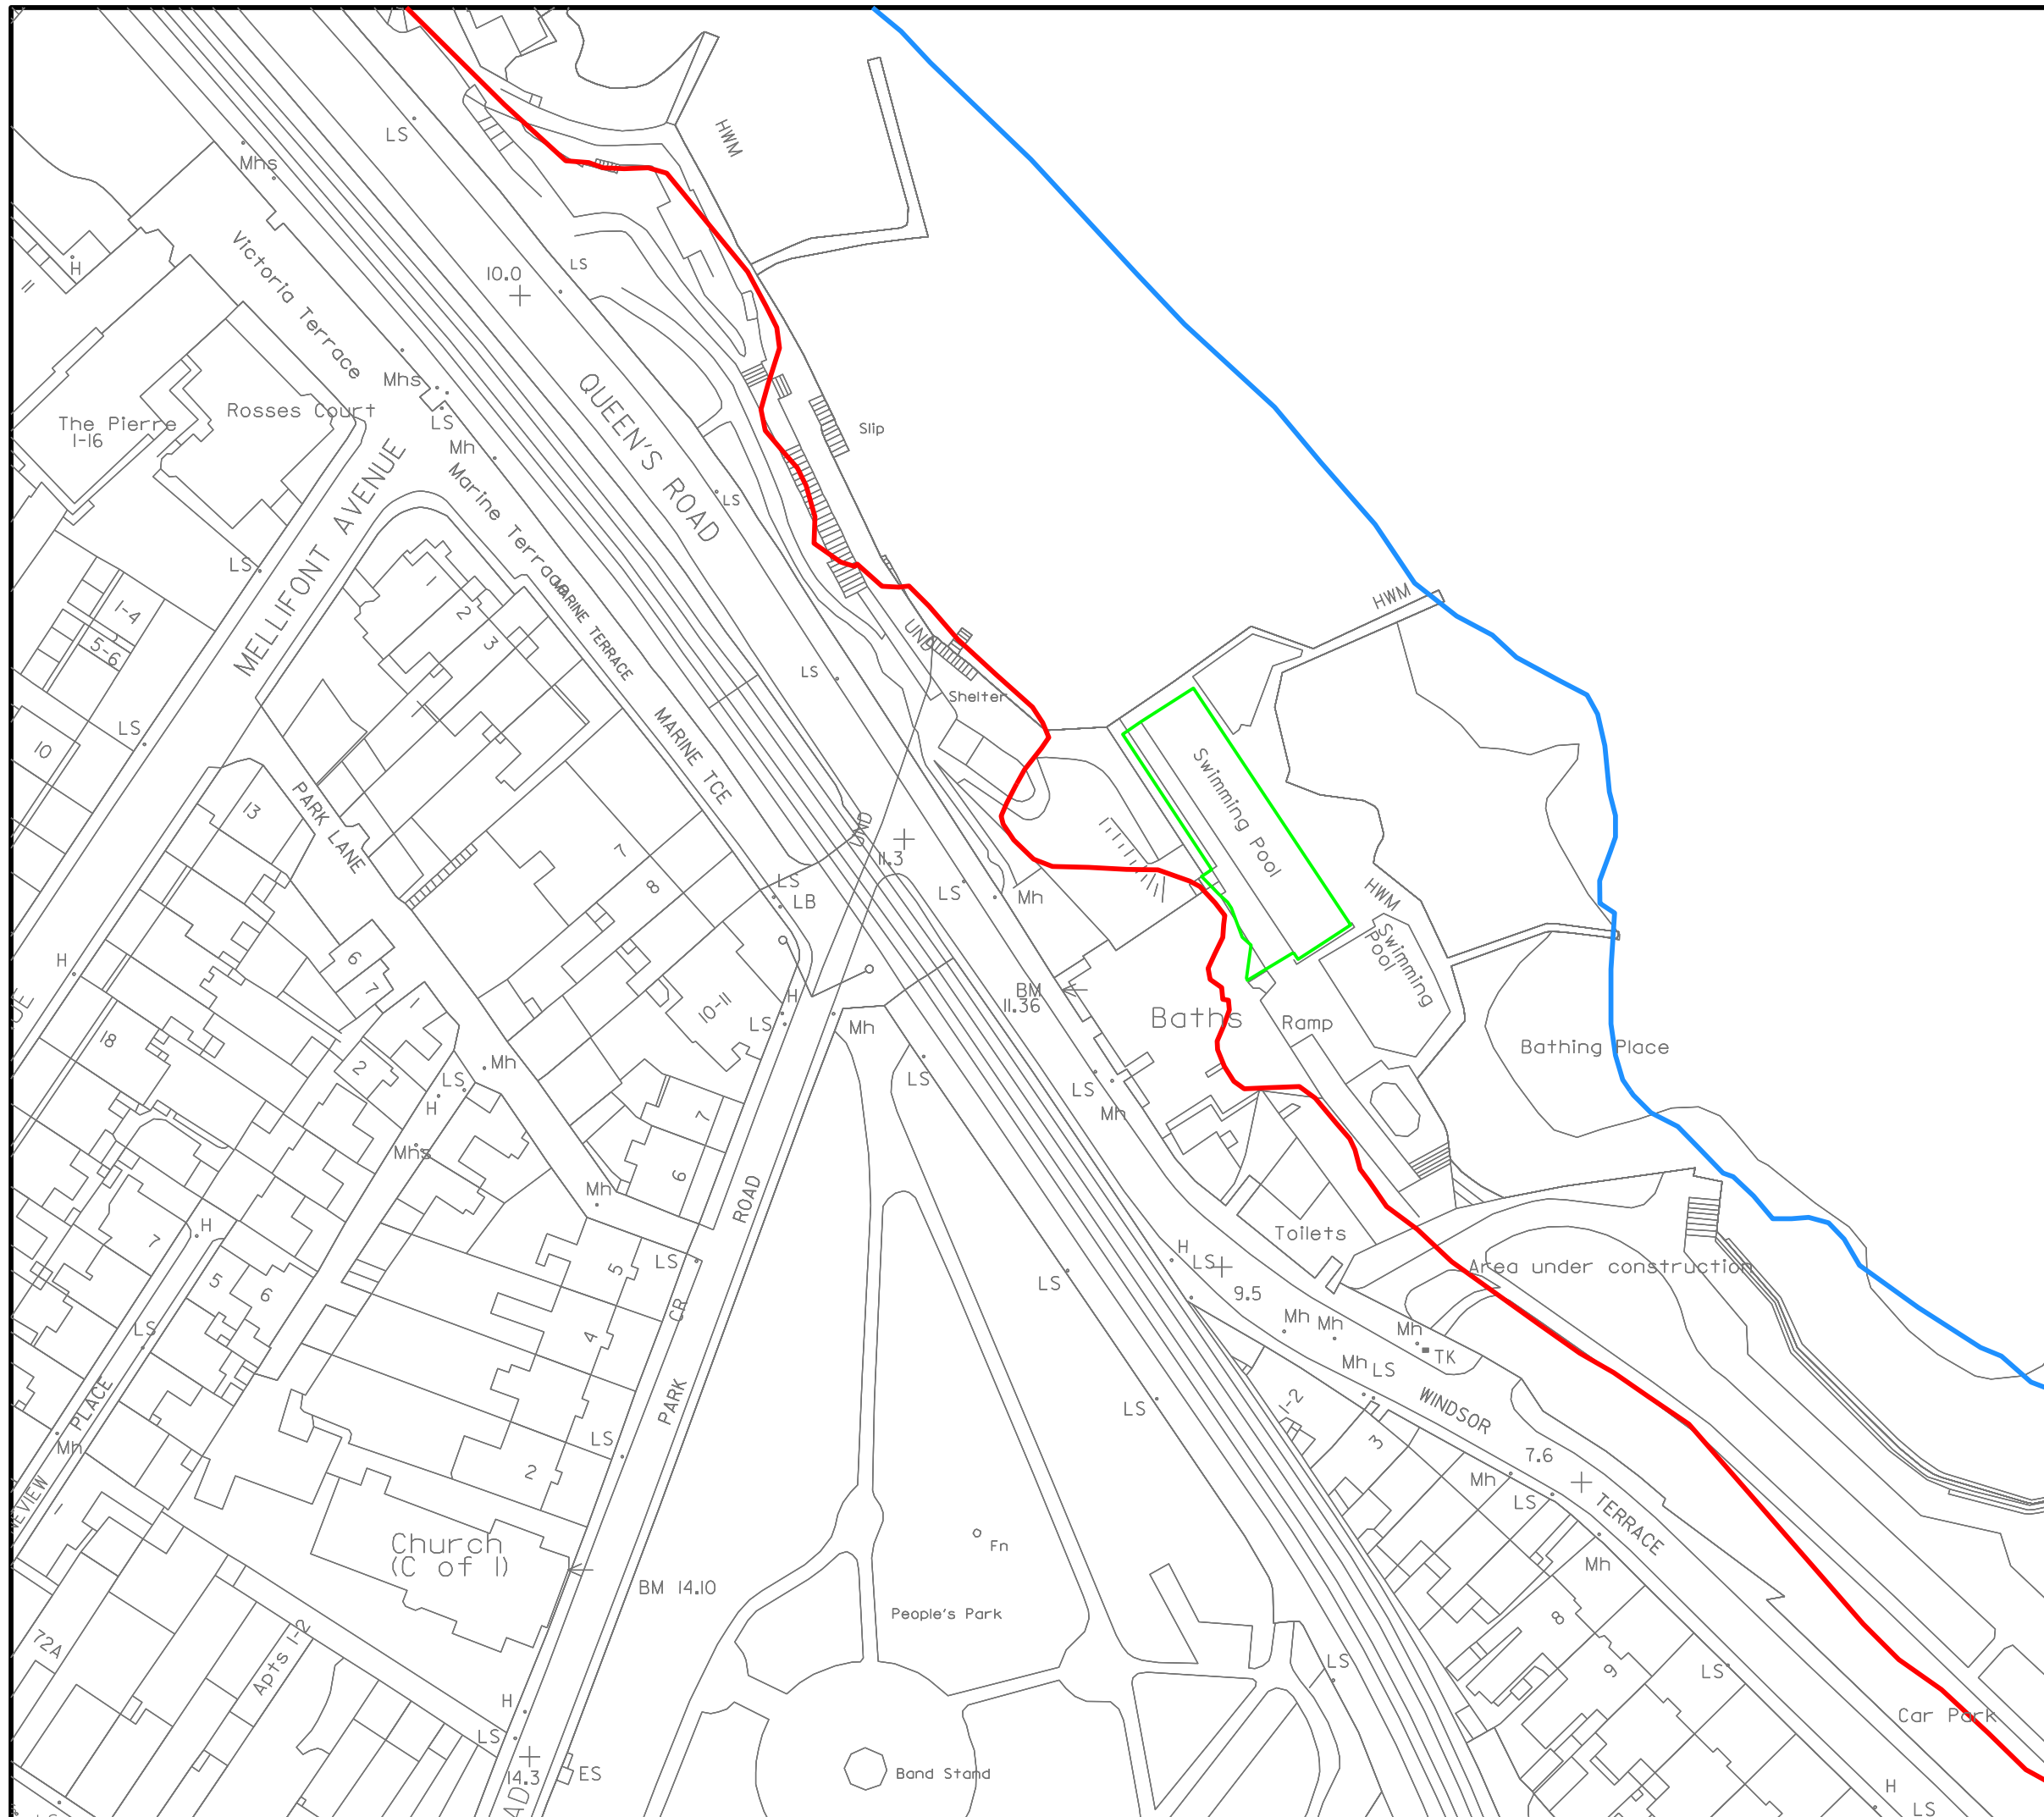 HWM
LS
Mhs
Victoria Terrace
10.0
LS
H
11
Mhs
Rosses Court
The Pierre
1-16
LS
Mh
QUEEN'S ROAD
Slip
MELLIFONT AVENUE
Marine Terrace
LS
LS
MARINE TERRACE
1-4
5-6
1
2
3
HWM
UND
LS
Shelter
MARINE TCE
LS
10
Swimming Pool
PARK LANE
13
7
8
UND
11.3
LS
LB
LS
Mh
HWM
Swimming
Pool
6
7
H
1
10-11
H
LS
Mh
BM
11.36
Baths
Ramp
Bathing Place
18
2
Mh
LS
H
LS
LS
Mh
Mhs
7
6
Mh
ROAD
Toilets
H
7
H
LS
LS
Area under construction
5
5
6
LS
CR
9.5
LS
4
Mh
Mh
Mh
TK
Mh
LS
WINDSOR
PARK
LS
1-2
3
PLACE
Mh
LS
2
7.6
Mh
LS
TERRACE
1
Church
(C of I)
Fn
Mh
BM 14.10
People's Park
8
9
LS
LS
72A
Apts 1-2
H
LS
Car Park
14.3
ES
Band Stand
H
LS